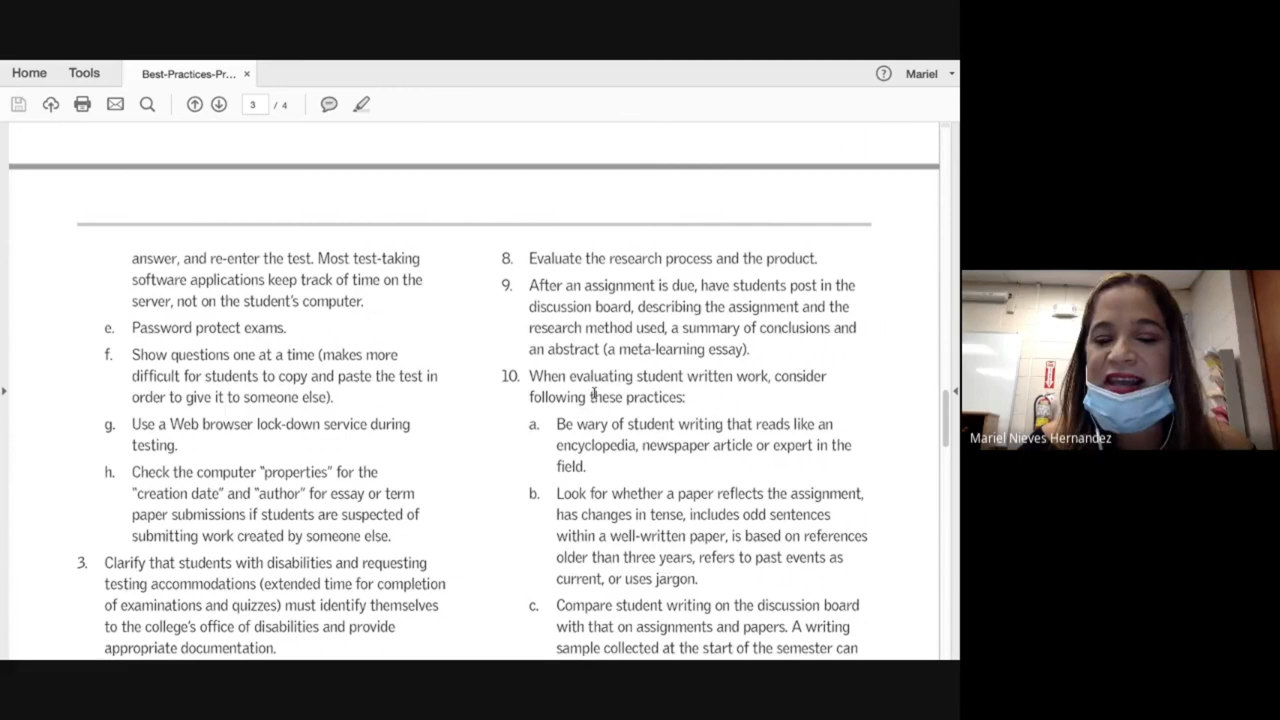 Home Tools Best-Practices-Pr... ×
Mariel
3 / 4
answer, and re-enter the test. Most test-taking
software applications keep track of time on the
server, not on the student's computer.
e. Password protect exams.
f. Show questions one at a time (makes more
difficult for students to copy and paste the test in
order to give it to someone else).
g. Use a Web browser lock-down service during
testing.
h. Check the computer "properties" for the
"creation date" and "author" for essay or term
paper submissions if students are suspected of
submitting work created by someone else.
3. Clarify that students with disabilities and requesting
testing accommodations (extended time for completion
of examinations and quizzes) must identify themselves
to the college's office of disabilities and provide
appropriate documentation.
8. Evaluate the research process and the product.
9. After an assignment is due, have students post in the
discussion board, describing the assignment and the
research method used, a summary of conclusions and
an abstract (a meta-learning essay).
10. When evaluating student written work, consider
following these practices:
a. Be wary of student writing that reads like an
encyclopedia, newspaper article or expert in the
field.
b. Look for whether a paper reflects the assignment,
has changes in tense, includes odd sentences
within a well-written paper, is based on references
older than three years, refers to past events as
current, or uses jargon.
c. Compare student writing on the discussion board
with that on assignments and papers. A writing
sample collected at the start of the semester can
Mariel Nieves Hernandez